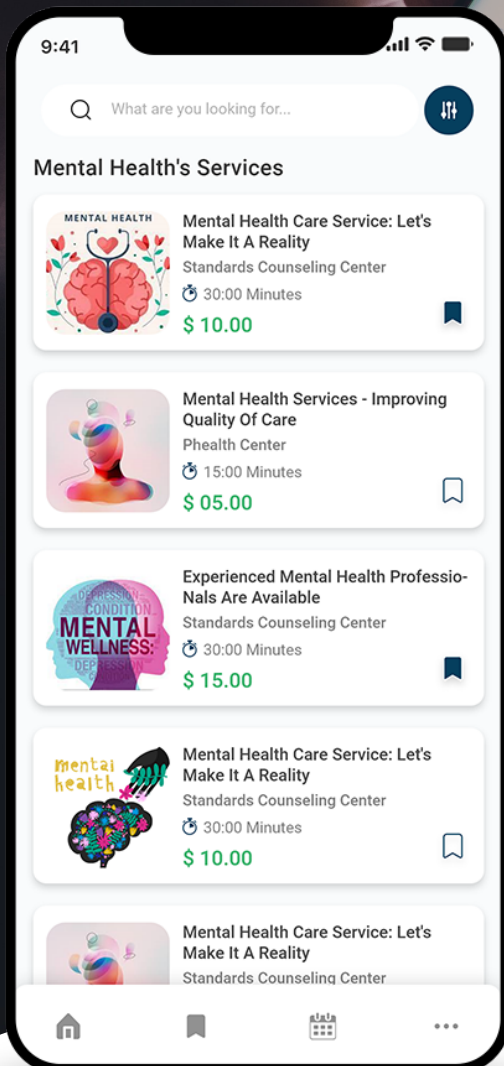 9:41
What are you looking for...
Mental Health's Services
MENTAL HEALTH
Mental Health Care Service: Let's
Make It A Reality
Standards Counseling Center
30:00 Minutes
$ 10.00
Mental Health Services - Improving
Quality Of Care
Phealth Center
15:00 Minutes
$ 05.00
DEPRESSION
CONDITION
MENTAL
WELLNESS:
DEPRESSION
Experienced Mental Health Professio-
Nals Are Available
Standards Counseling Center
30:00 Minutes
$ 15.00
mental
health
Mental Health Care Service: Let's
Make It A Reality
Standards Counseling Center
30:00 Minutes
$ 10.00
Mental Health Care Service: Let's
Make It A Reality
Standards Counseling Center